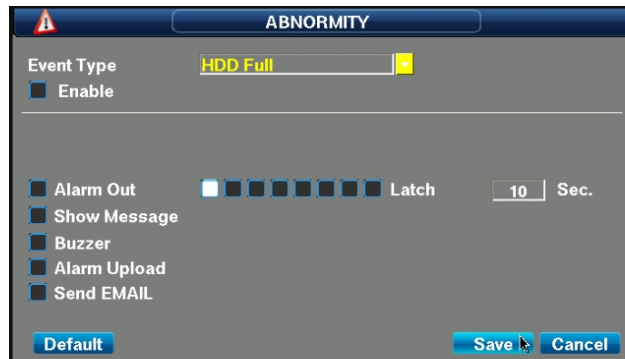 ABNORMITY
Event Type HDD Full
Enable
Alarm Out Latch 10 Sec.
Show Message
Buzzer
Alarm Upload
Send EMAIL
Default Save Cancel